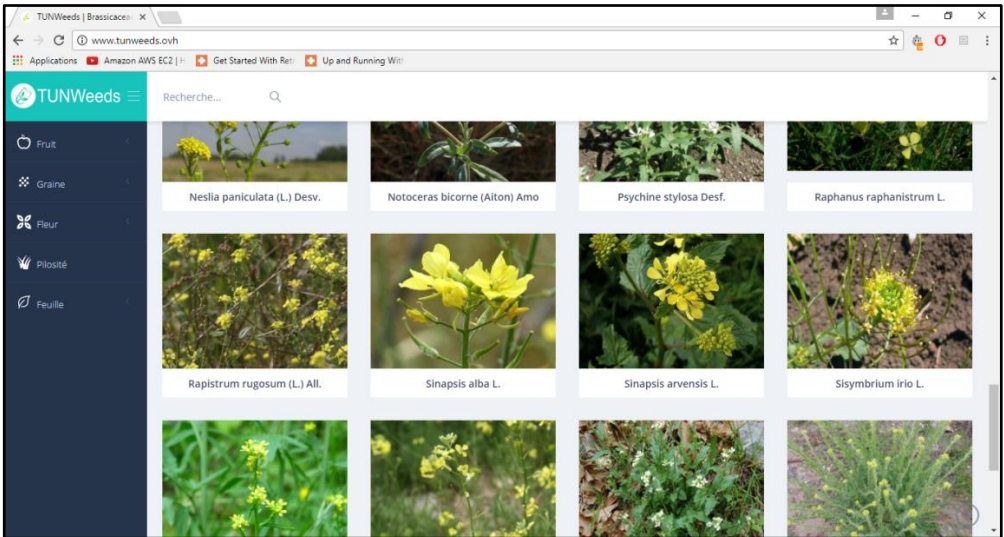 TUNWeeds | Brassicacea
www.tunweeds.ovh
Applications
Amazon AWS EC2 | H
Get Started With Ret
Up and Running With
TUNWeeds
Recherche...
Fruit
Graine
Fleur
Pilosité
Feuille
Neslia paniculata (L.) Desv.
Notoceras bicorne (Aiton) Amo
Psychine stylosa Desf.
Raphanus raphanistrum L.
Rapistrum rugosum (L.) All.
Sinapsis alba L.
Sinapsis arvensis L.
Sisymbrium irio L.